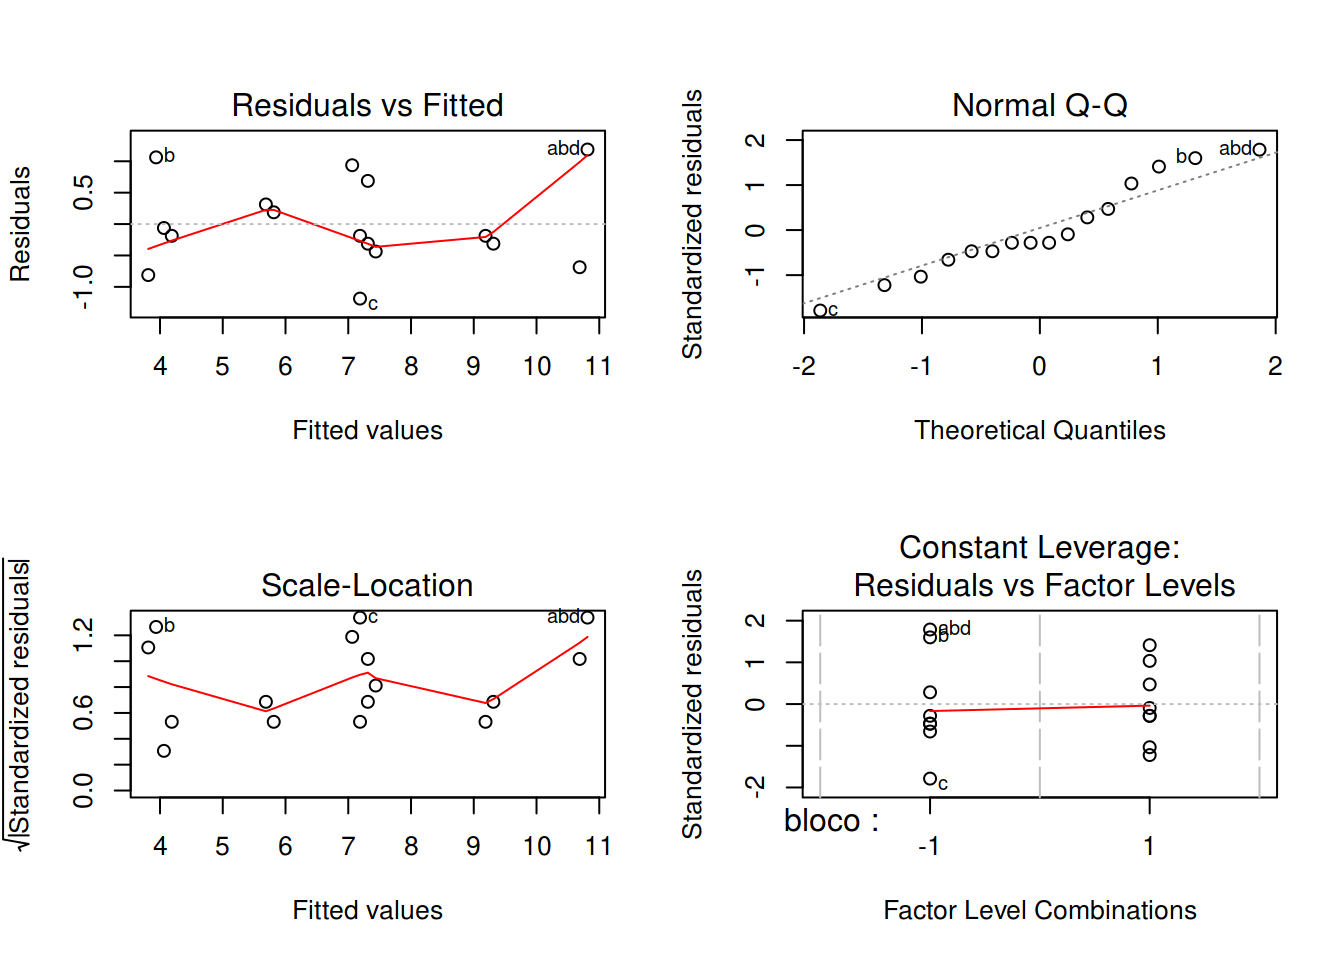 Residuals vs Fitted
Residuals
0.5
-1.0
b
abd
c
4 5 6 7 8 9 10 11
Fitted values
Normal Q-Q
Standardized residuals
2
1
0
-1
b
abd
c
-2 -1 0 1 2
Theoretical Quantiles
Scale-Location
√|Standardized residuals|
1.2
0.6
0.0
b
c
abd
4 5 6 7 8 9 10 11
Fitted values
Constant Leverage:
Residuals vs Factor Levels
Standardized residuals
2
1
0
-2
abd
b
c
bloco :
-1 1
Factor Level Combinations